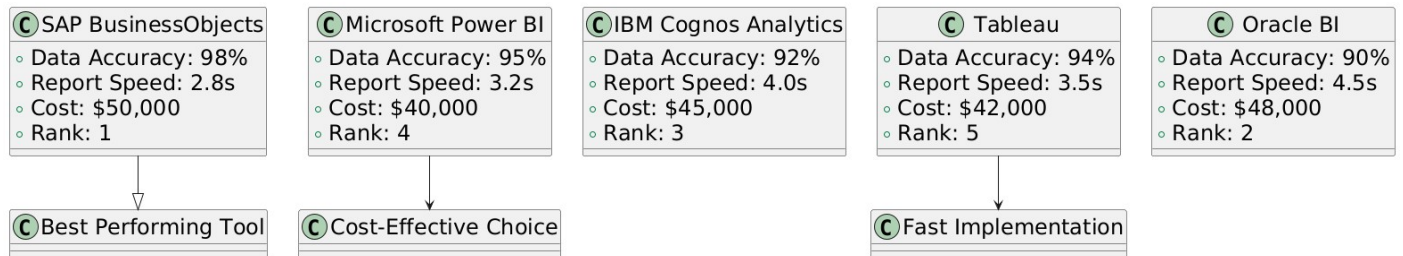 C SAP BusinessObjects
Data Accuracy: 98%
Report Speed: 2.8s
Cost: $50,000
Rank: 1
C Microsoft Power BI
Data Accuracy: 95%
Report Speed: 3.2s
Cost: $40,000
Rank: 4
C IBM Cognos Analytics
Data Accuracy: 92%
Report Speed: 4.0s
Cost: $45,000
Rank: 3
C Tableau
Data Accuracy: 94%
Report Speed: 3.5s
Cost: $42,000
Rank: 5
C Oracle BI
Data Accuracy: 90%
Report Speed: 4.5s
Cost: $48,000
Rank: 2
C Best Performing Tool
C Cost-Effective Choice
C Fast Implementation